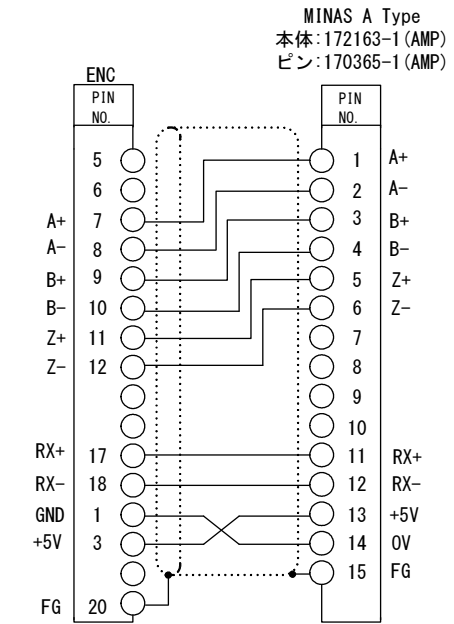 MINAS A Type
本体:172163-1(AMP)
ピン:170365-1(AMP)
ENC
PIN
NO.
PIN
NO.
5 1 A+
6 2 A-
A+ 7 3 B+
A- 8 4 B-
B+ 9 5 Z+
B- 10 6 Z-
Z+ 11 7
Z- 12 8
9
10
RX+ 17 11 RX+
RX- 18 12 RX-
GND 1 13 +5V
+5V 3 14 0V
15 FG
FG 20